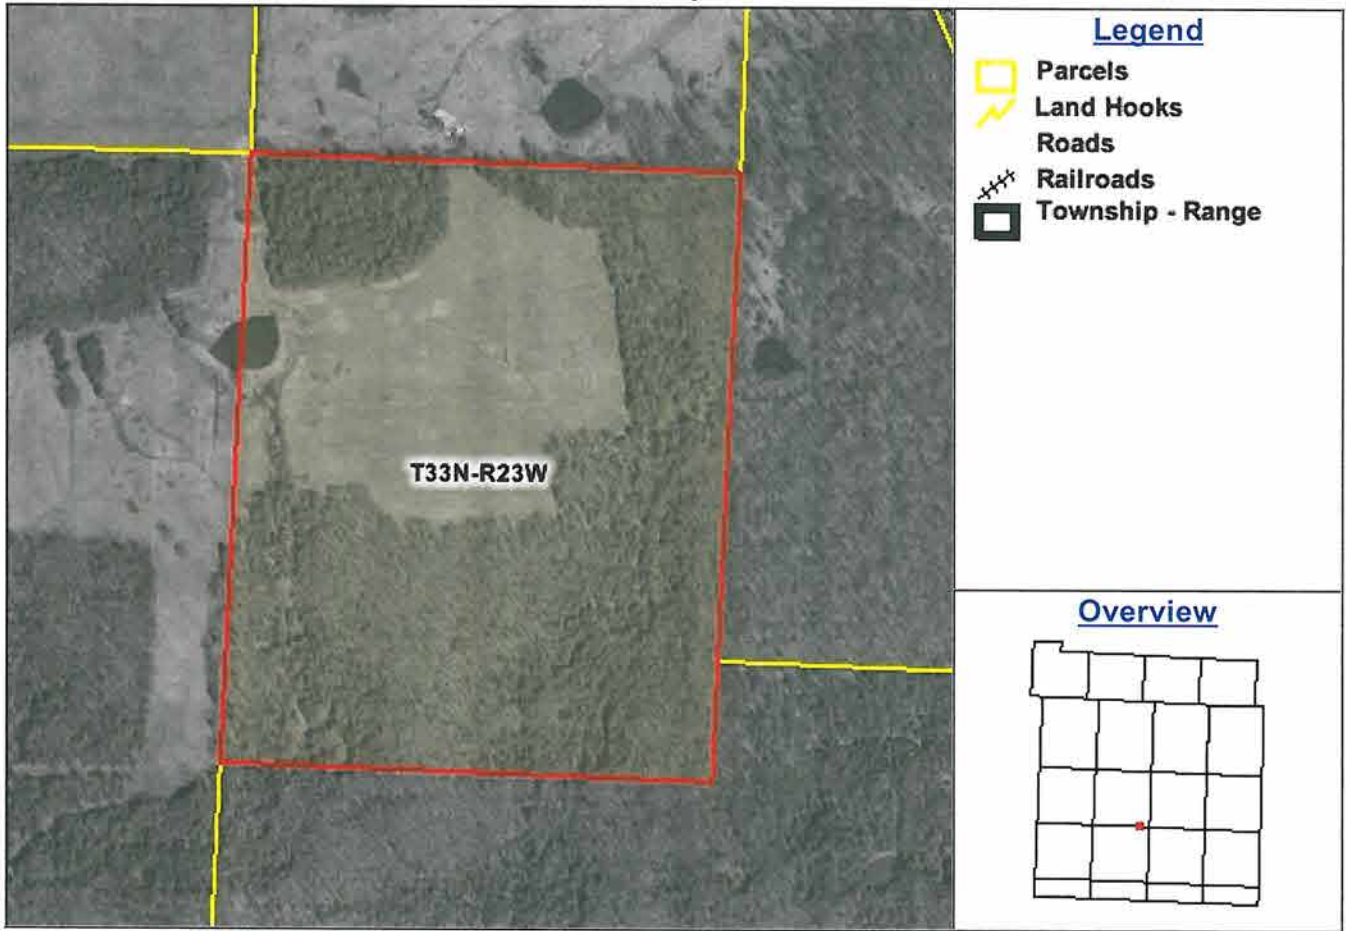 Legend
Parcels
Land Hooks
Roads
Railroads
Township - Range
T33N-R23W
Overview